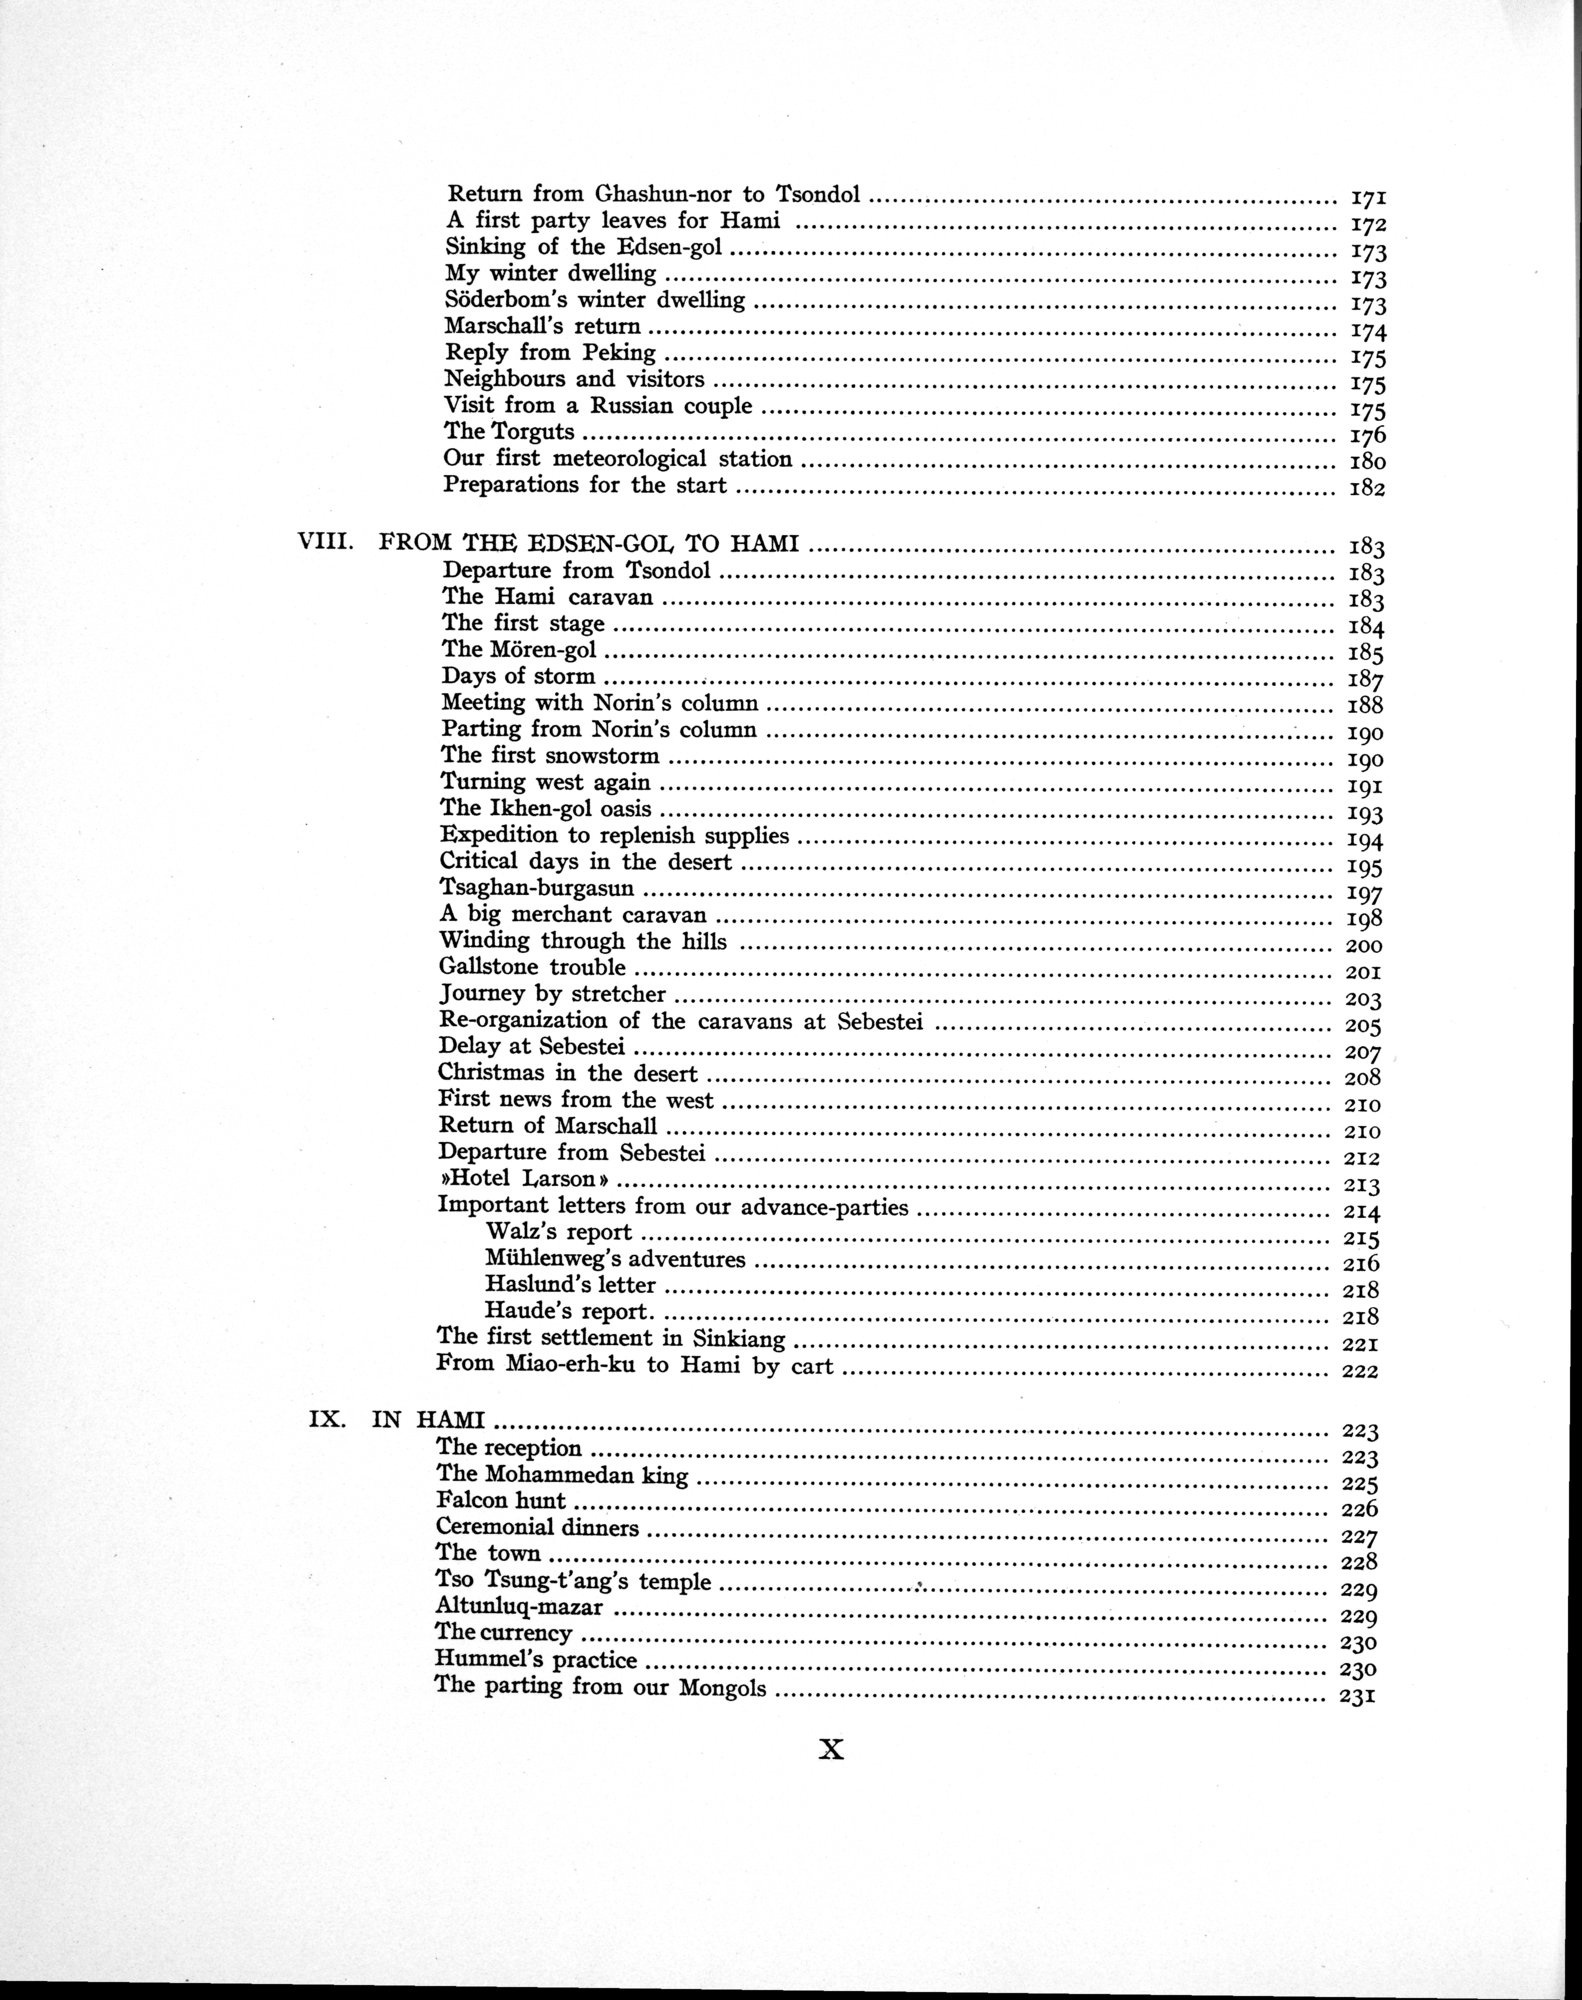 Return from Ghashun-nor to Tsondol ........ 171
A first party leaves for Hami ........ 172
Sinking of the Edsen-gol ........ 173
My winter dwelling ........ 173
Söderbom's winter dwelling ........ 173
Marschall's return ........ 174
Reply from Peking ........ 175
Neighbours and visitors ........ 175
Visit from a Russian couple ........ 175
The Torguts ........ 176
Our first meteorological station ........ 180
Preparations for the start ........ 182
VIII. FROM THE EDSEN-GOL TO HAMI ........ 183
Departure from Tsondol ........ 183
The Hami caravan ........ 183
The first stage ........ 184
The Mören-gol ........ 185
Days of storm ........ 187
Meeting with Norin's column ........ 188
Parting from Norin's column ........ 190
The first snowstorm ........ 190
Turning west again ........ 191
The Ikhen-gol oasis ........ 193
Expedition to replenish supplies ........ 194
Critical days in the desert ........ 195
Tsaghan-burgasun ........ 197
A big merchant caravan ........ 198
Winding through the hills ........ 200
Gallstone trouble ........ 201
Journey by stretcher ........ 203
Re-organization of the caravans at Sebestei ........ 205
Delay at Sebestei ........ 207
Christmas in the desert ........ 208
First news from the west ........ 210
Return of Marschall ........ 210
Departure from Sebestei ........ 212
»Hotel Larson» ........ 213
Important letters from our advance-parties ........ 214
Walz's report ........ 215
Mühlenweg's adventures ........ 216
Haslund's letter ........ 218
Haude's report. ........ 218
The first settlement in Sinkiang ........ 221
From Miao-erh-ku to Hami by cart ........ 222
IX. IN HAMI ........ 223
The reception ........ 223
The Mohammedan king ........ 225
Falcon hunt ........ 226
Ceremonial dinners ........ 227
The town ........ 228
Tso Tsung-t'ang's temple ........ 229
Altunluq-mazar ........ 229
The currency ........ 230
Hummel's practice ........ 230
The parting from our Mongols ........ 231
X